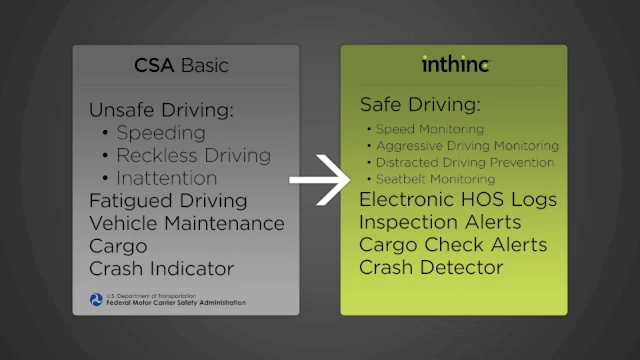 CSA Basic
Unsafe Driving:
• Speeding
• Reckless Driving
• Inattention
Fatigued Driving
Vehicle Maintenance
Cargo
Crash Indicator
U.S. Department of Transportation
Federal Motor Carrier Safety Administration
inthinc
Safe Driving:
• Speed Monitoring
• Aggressive Driving Monitoring
• Distracted Driving Prevention
• Seatbelt Monitoring
Electronic HOS Logs
Inspection Alerts
Cargo Check Alerts
Crash Detector